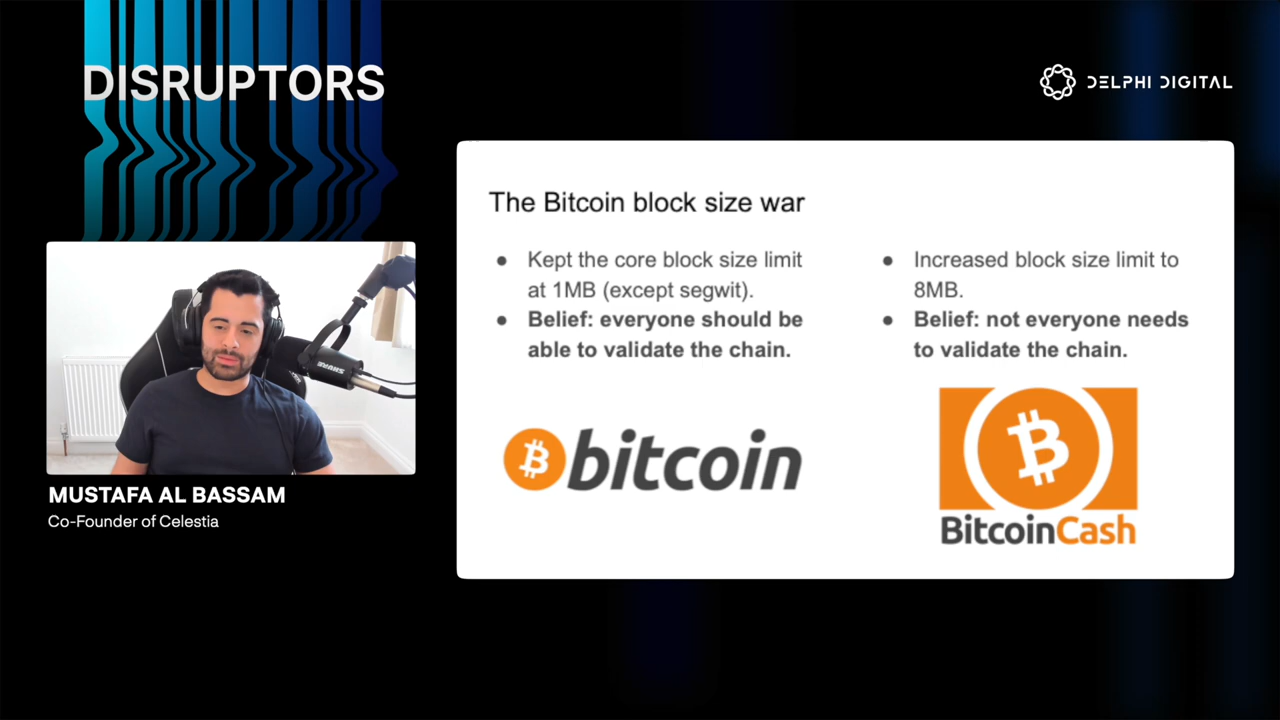 DISRUPTORS
DELPHI DIGITAL
The Bitcoin block size war
● Kept the core block size limit
at 1MB (except segwit).
● Belief: everyone should be
able to validate the chain.
● Increased block size limit to
8MB.
● Belief: not everyone needs
to validate the chain.
bitcoin
BitcoinCash
SHURE
MUSTAFA AL BASSAM
Co-Founder of Celestia